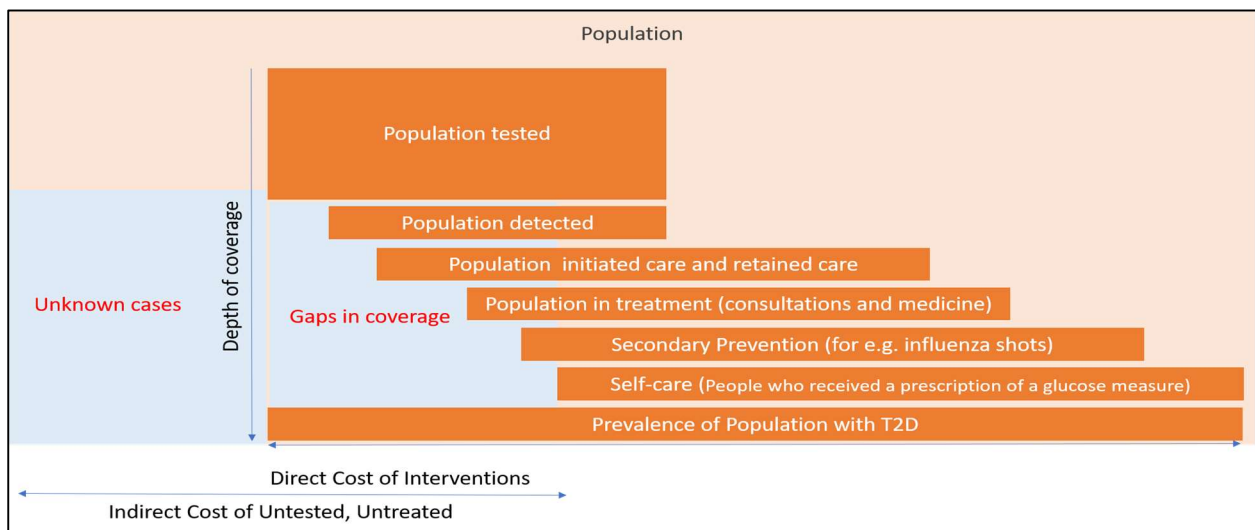 Population
Population tested
Population detected
Population initiated care and retained care
Population in treatment (consultations and medicine)
Secondary Prevention (for e.g. influenza shots)
Self-care (People who received a prescription of a glucose measure)
Prevalence of Population with T2D
Unknown cases
Depth of coverage
Gaps in coverage
Direct Cost of Interventions
Indirect Cost of Untested, Untreated